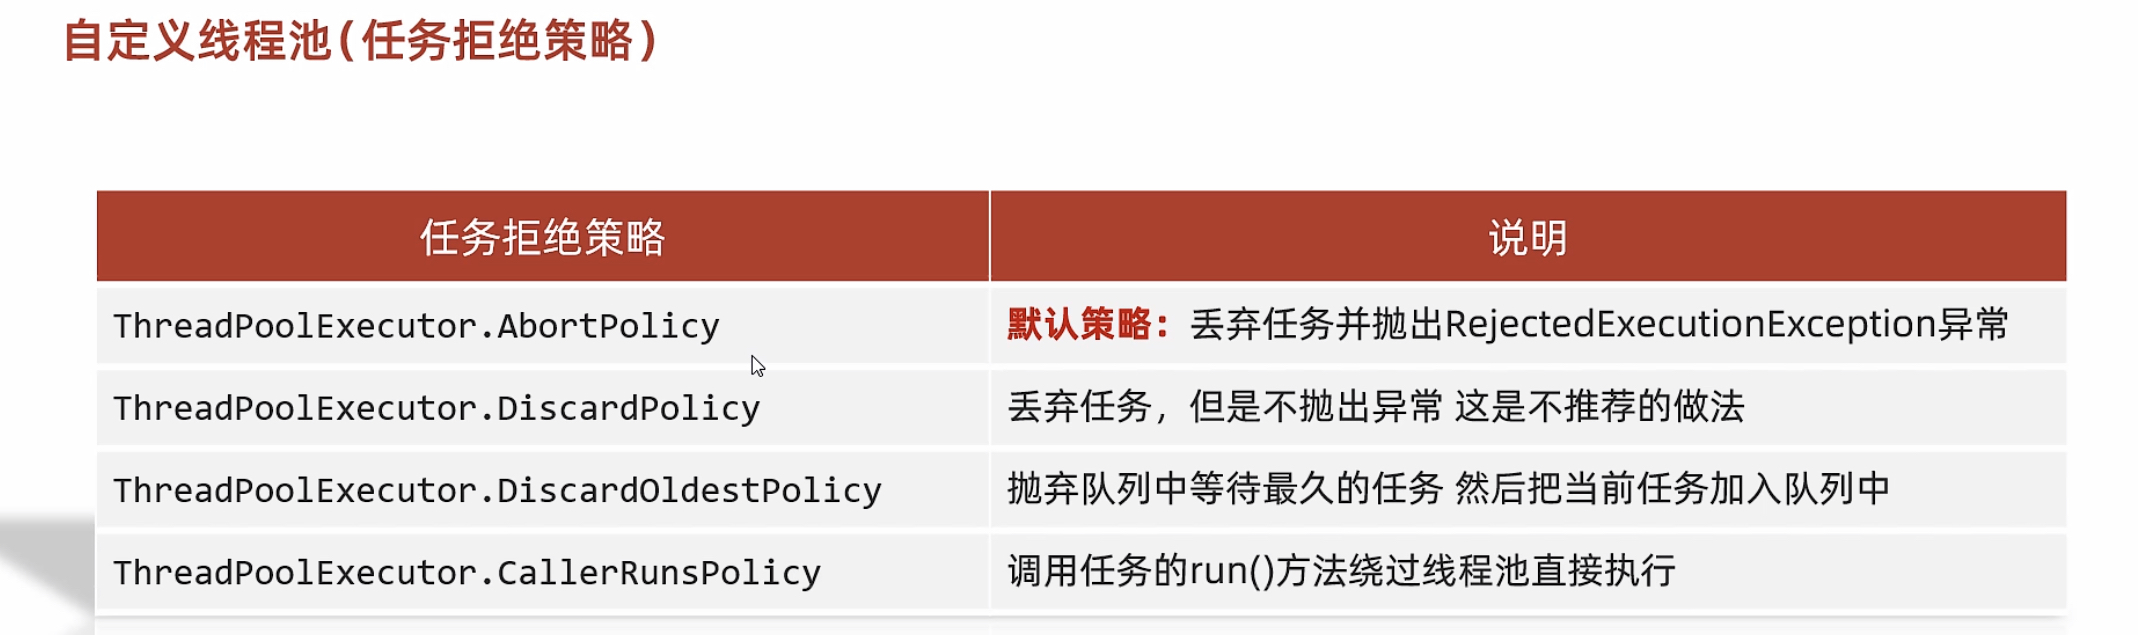 自定义线程池(任务拒绝策略)
任务拒绝策略 说明
ThreadPoolExecutor.AbortPolicy 默认策略：丢弃任务并抛出RejectedExecutionException异常
ThreadPoolExecutor.DiscardPolicy 丢弃任务，但是不抛出异常 这是不推荐的做法
ThreadPoolExecutor.DiscardOldestPolicy 抛弃队列中等待最久的任务 然后把当前任务加入队列中
ThreadPoolExecutor.CallerRunsPolicy 调用任务的run()方法绕过线程池直接执行